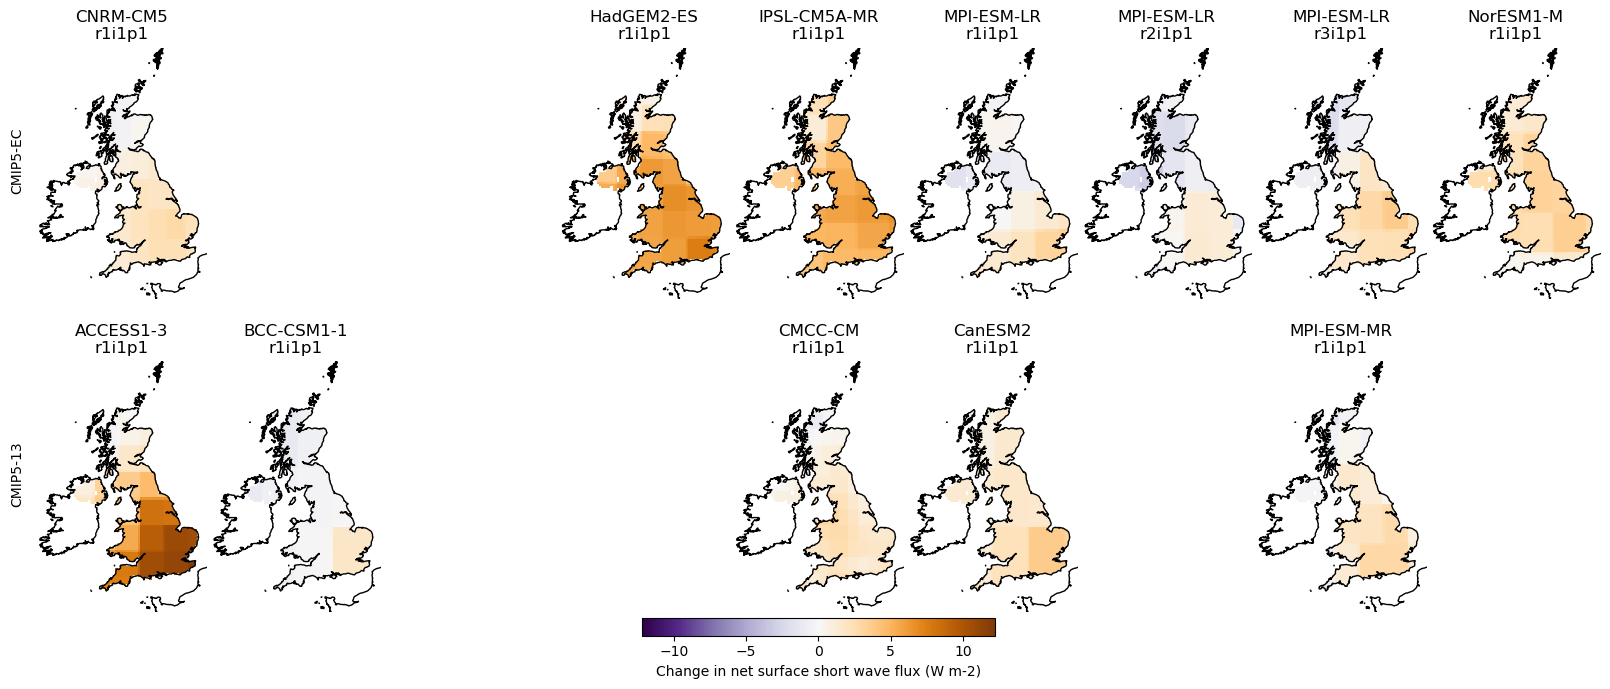 CNRM-CM5
r1i1p1
HadGEM2-ES
r1i1p1
IPSL-CM5A-MR
r1i1p1
MPI-ESM-LR
r1i1p1
MPI-ESM-LR
r2i1p1
MPI-ESM-LR
r3i1p1
NorESM1-M
r1i1p1
CMIP5-EC
ACCESS1-3
r1i1p1
BCC-CSM1-1
r1i1p1
CMCC-CM
r1i1p1
CanESM2
r1i1p1
MPI-ESM-MR
r1i1p1
CMIP5-13
−10 −5 0 5 10
Change in net surface short wave flux (W m-2)